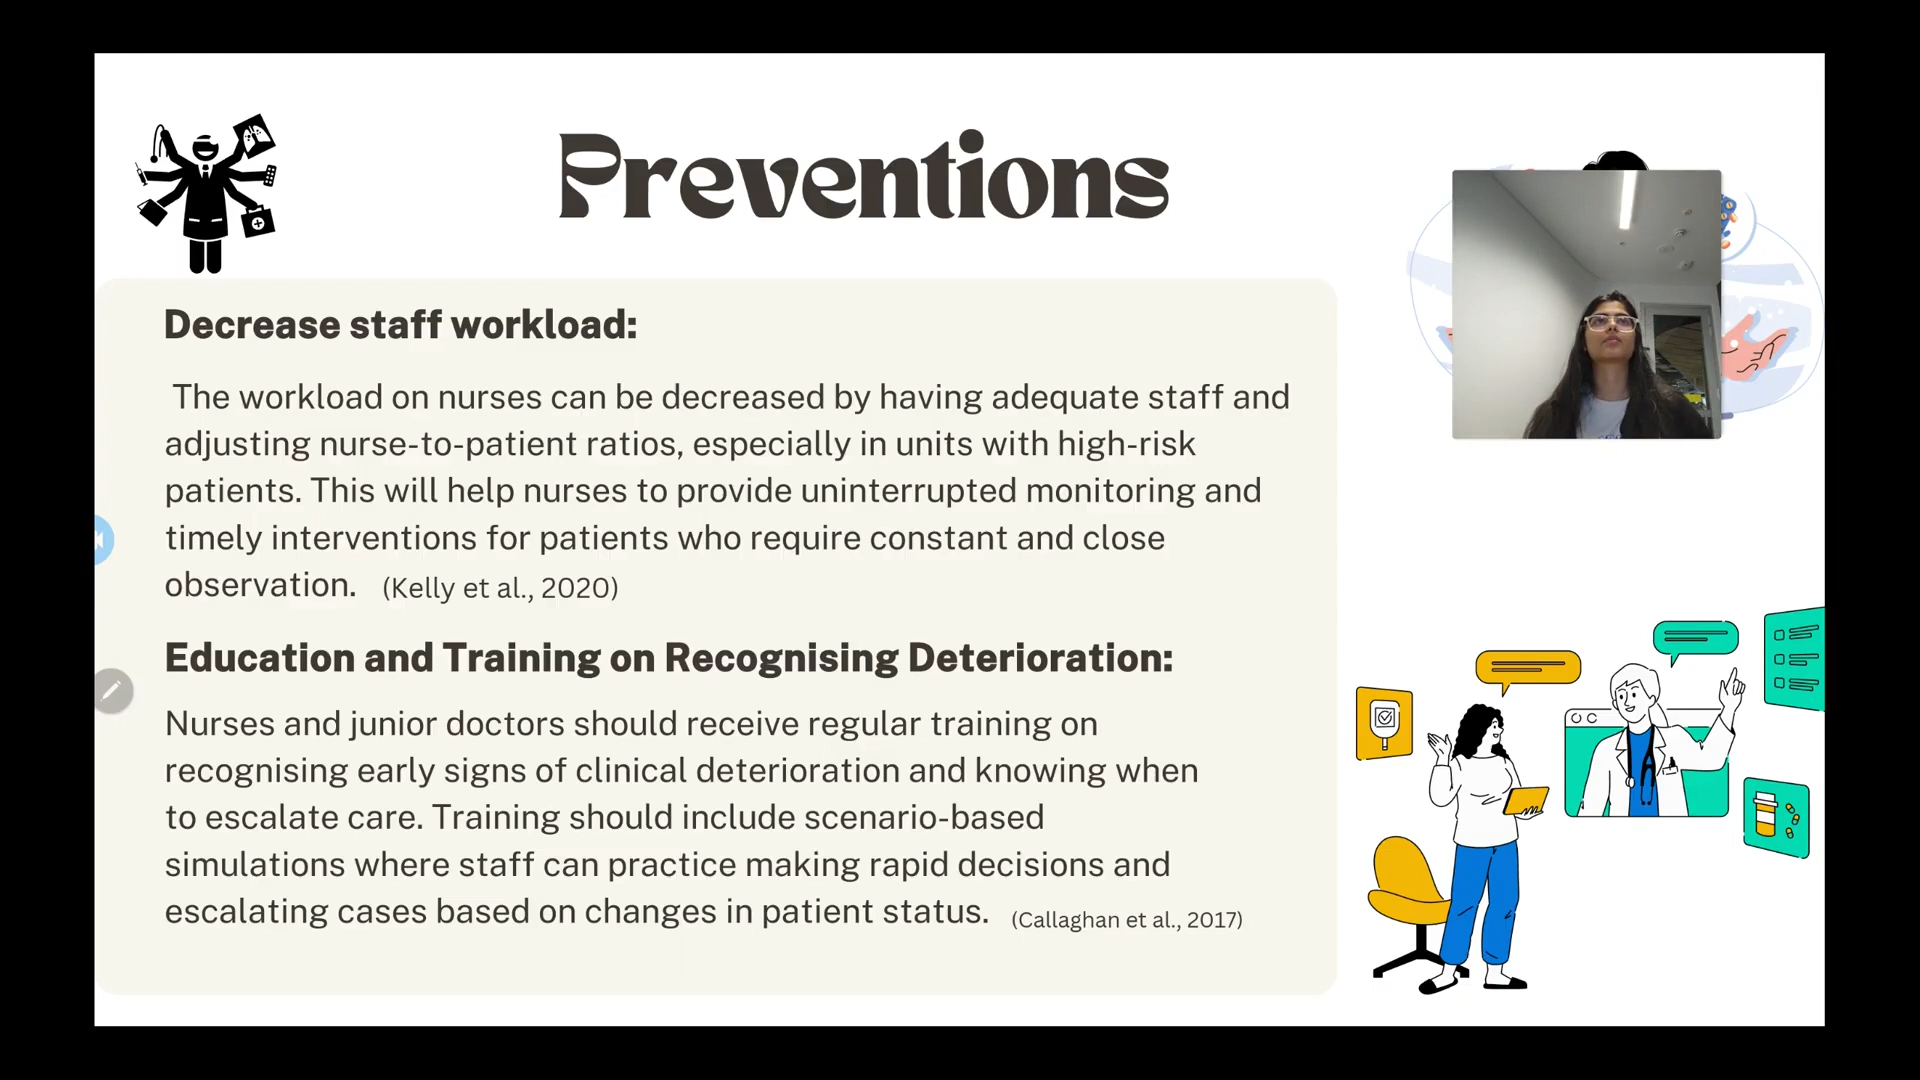 Preventions
Decrease staff workload:
The workload on nurses can be decreased by having adequate staff and
adjusting nurse-to-patient ratios, especially in units with high-risk
patients. This will help nurses to provide uninterrupted monitoring and
timely interventions for patients who require constant and close
observation. (Kelly et al., 2020)
Education and Training on Recognising Deterioration:
Nurses and junior doctors should receive regular training on
recognising early signs of clinical deterioration and knowing when
to escalate care. Training should include scenario-based
simulations where staff can practice making rapid decisions and
escalating cases based on changes in patient status. (Callaghan et al., 2017)